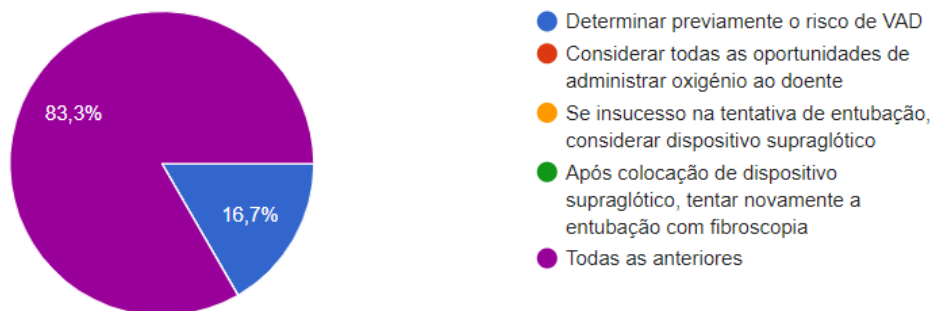 83,3%
16,7%
Determinar previamente o risco de VAD
Considerar todas as oportunidades de
administrar oxigénio ao doente
Se insucesso na tentativa de entubação,
considerar dispositivo supraglótico
Após colocação de dispositivo
supraglótico, tentar novamente a
entubação com fibroscopia
Todas as anteriores